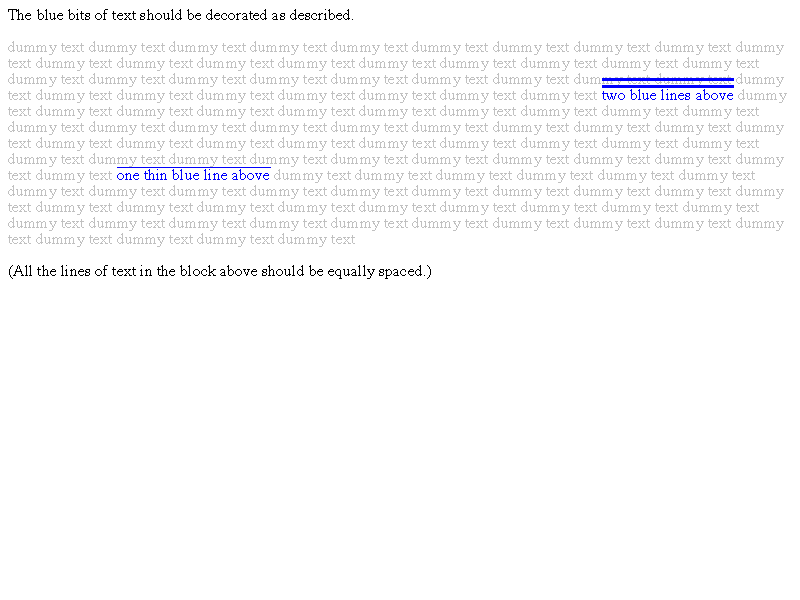 The blue bits of text should be decorated as described.
dummy text dummy text dummy text dummy text dummy text dummy text dummy text dummy text dummy text dummy
text dummy text dummy text dummy text dummy text dummy text dummy text dummy text dummy text dummy text
dummy text dummy text dummy text dummy text dummy text dummy text dummy text dummy text dummy text dummy
text dummy text dummy text dummy text dummy text dummy text dummy text dummy text two blue lines above dummy
text dummy text dummy text dummy text dummy text dummy text dummy text dummy text dummy text dummy text
dummy text dummy text dummy text dummy text dummy text dummy text dummy text dummy text dummy text dummy
text dummy text dummy text dummy text dummy text dummy text dummy text dummy text dummy text dummy text
dummy text dummy text dummy text dummy text dummy text dummy text dummy text dummy text dummy text dummy
text dummy text one thin blue line above dummy text dummy text dummy text dummy text dummy text dummy text
dummy text dummy text dummy text dummy text dummy text dummy text dummy text dummy text dummy text dummy
text dummy text dummy text dummy text dummy text dummy text dummy text dummy text dummy text dummy text
dummy text dummy text dummy text dummy text dummy text dummy text dummy text dummy text dummy text dummy
text dummy text dummy text dummy text dummy text
(All the lines of text in the block above should be equally spaced.)